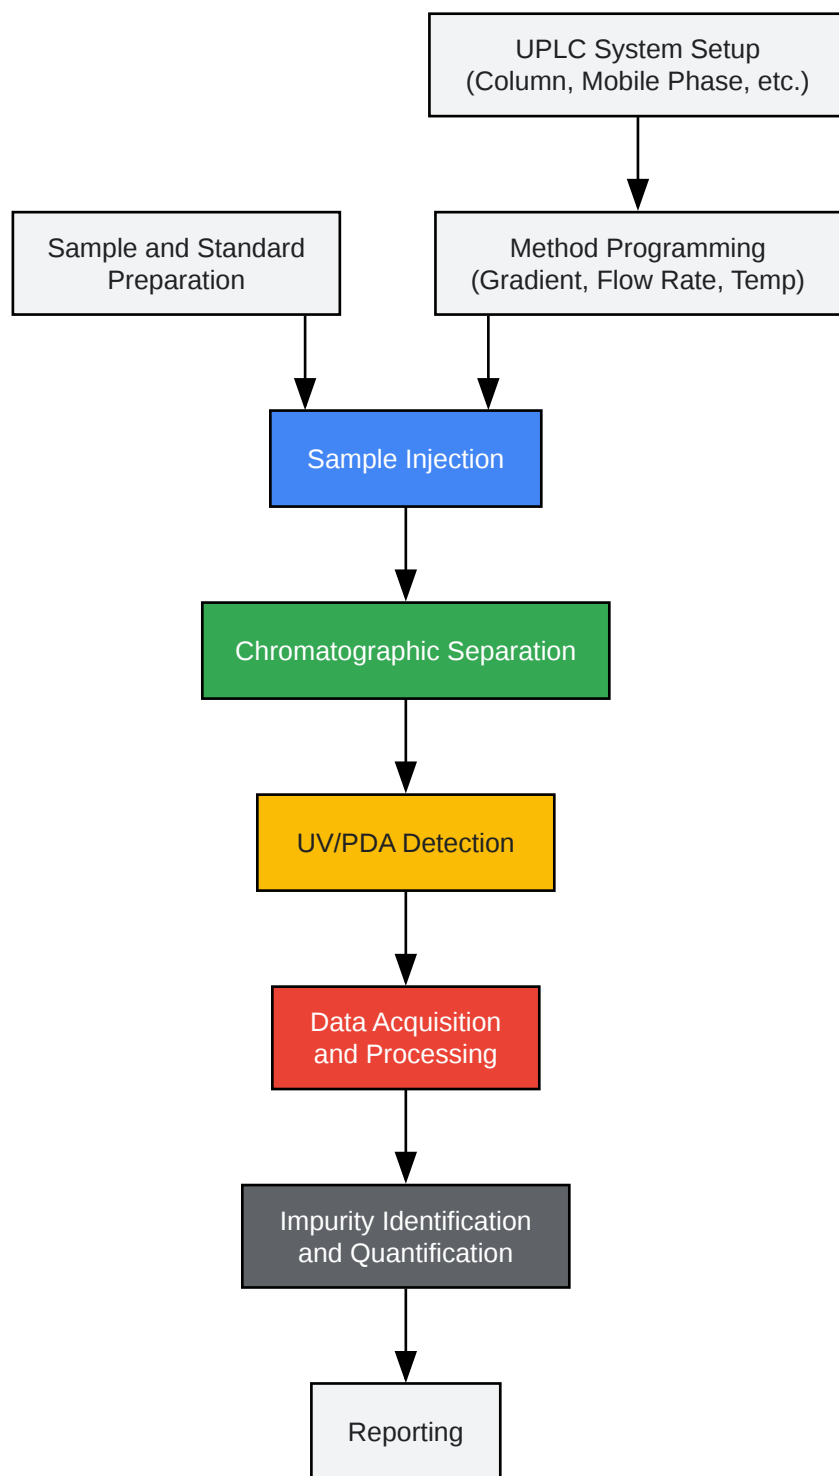 UPLC System Setup
(Column, Mobile Phase, etc.)
Sample and Standard
Preparation
Method Programming
(Gradient, Flow Rate, Temp)
Sample Injection
Chromatographic Separation
UV/PDA Detection
Data Acquisition
and Processing
Impurity Identification
and Quantification
Reporting